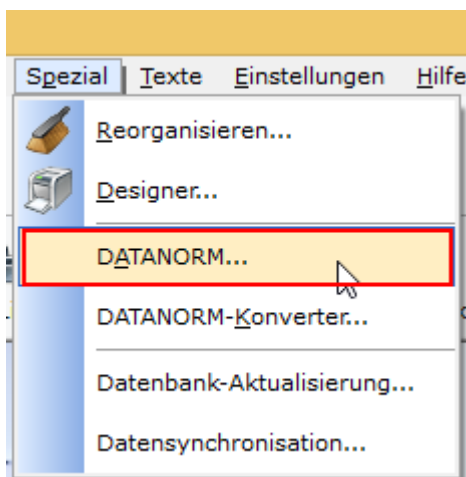 Spezial Texte Einstellungen Hilfe
Reorganisieren...
Designer...
DATANORM...
DATANORM-Konverter...
Datenbank-Aktualisierung...
Datensynchronisation...